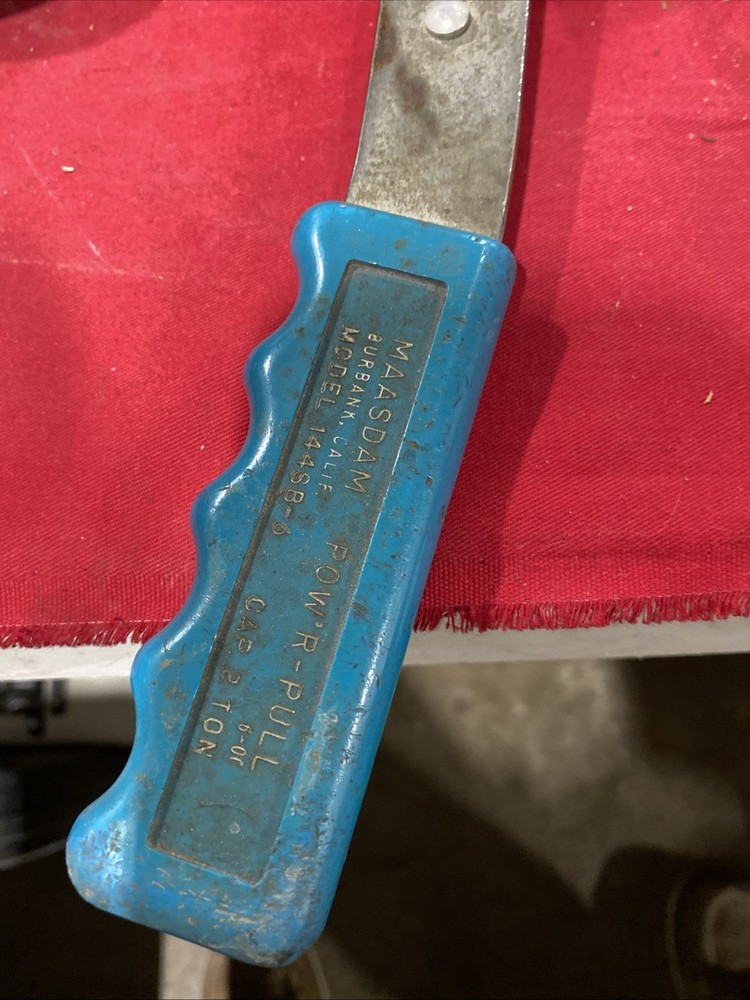 MAASDAM POW'R-PULL
BURBANK, CALIF.
MODEL 144SB-6 CAP. 2 TON